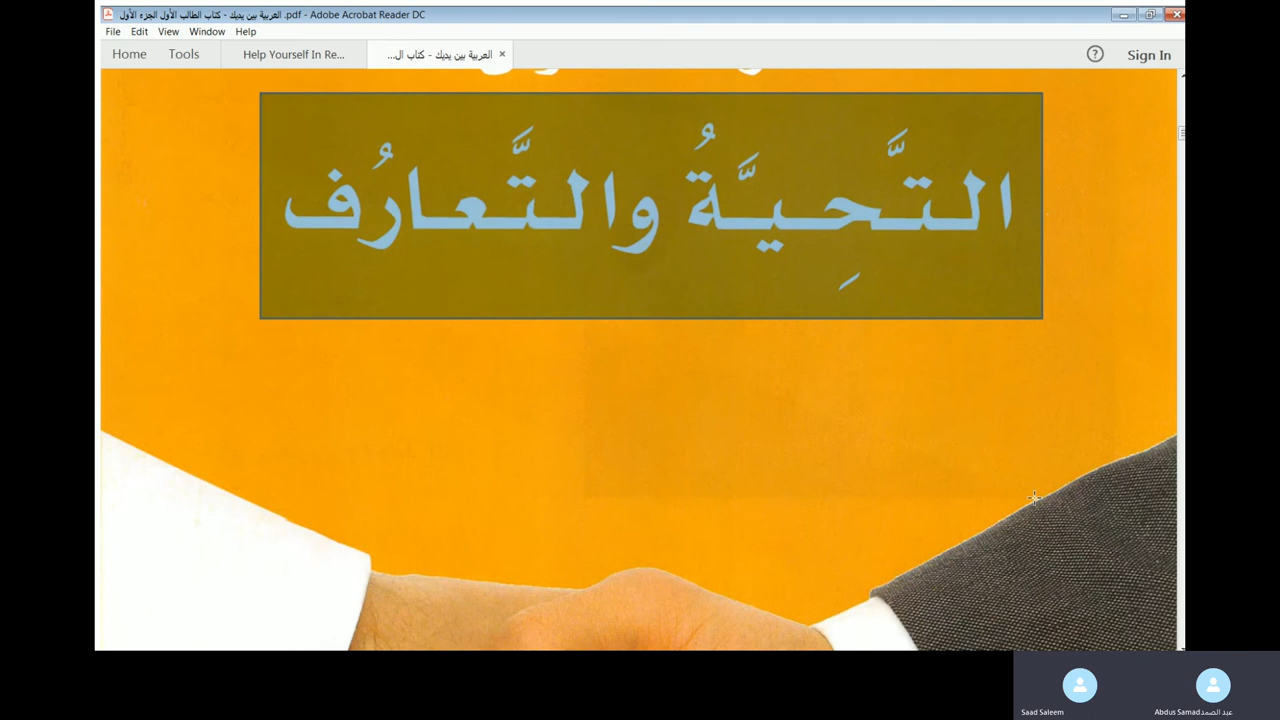 العربية بين يديك - كتاب الطالب الأول الجزء الأول .pdf - Adobe Acrobat Reader DC
File Edit View Window Help
Home Tools Help Yourself In Re... العربية بين يديك - كتاب ال... × ? Sign In
التَّحِيَّةُ والتَّعارُف
Saad Saleem Abdus Samad عبد الصمد